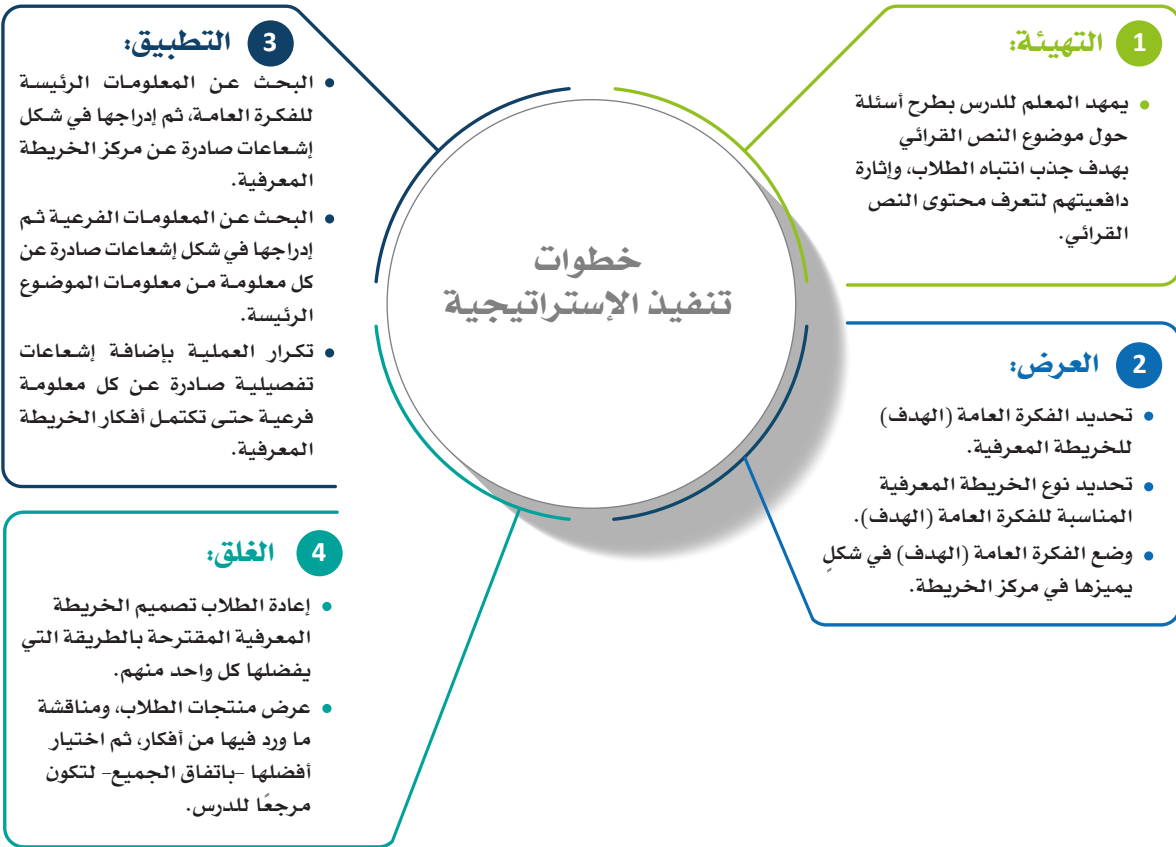 خطوات
تنفيذ الإستراتيجية
1 التهيئة:
• يمهد المعلم للدرس بطرح أسئلة
حول موضوع النص القرائي
بهدف جذب انتباه الطلاب، وإثارة
دافعيتهم لتعرف محتوى النص
القرائي.
2 العرض:
• تحديد الفكرة العامة (الهدف)
للخريطة المعرفية.
• تحديد نوع الخريطة المعرفية
المناسبة للفكرة العامة (الهدف).
• وضع الفكرة العامة (الهدف) في شكلٍ
يميزها في مركز الخريطة.
3 التطبيق:
• البحث عن المعلومات الرئيسة
للفكرة العامة، ثم إدراجها في شكل
إشعاعات صادرة عن مركز الخريطة
المعرفية.
• البحث عن المعلومات الفرعية ثم
إدراجها في شكل إشعاعات صادرة عن
كل معلومة من معلومات الموضوع
الرئيسة.
• تكرار العملية بإضافة إشعاعات
تفصيلية صادرة عن كل معلومة
فرعية حتى تكتمل أفكار الخريطة
المعرفية.
4 الغلق:
• إعادة الطلاب تصميم الخريطة
المعرفية المقترحة بالطريقة التي
يفضلها كل واحد منهم.
• عرض منتجات الطلاب، ومناقشة
ما ورد فيها من أفكار، ثم اختيار
أفضلها -باتفاق الجميع- لتكون
مرجعًا للدرس.